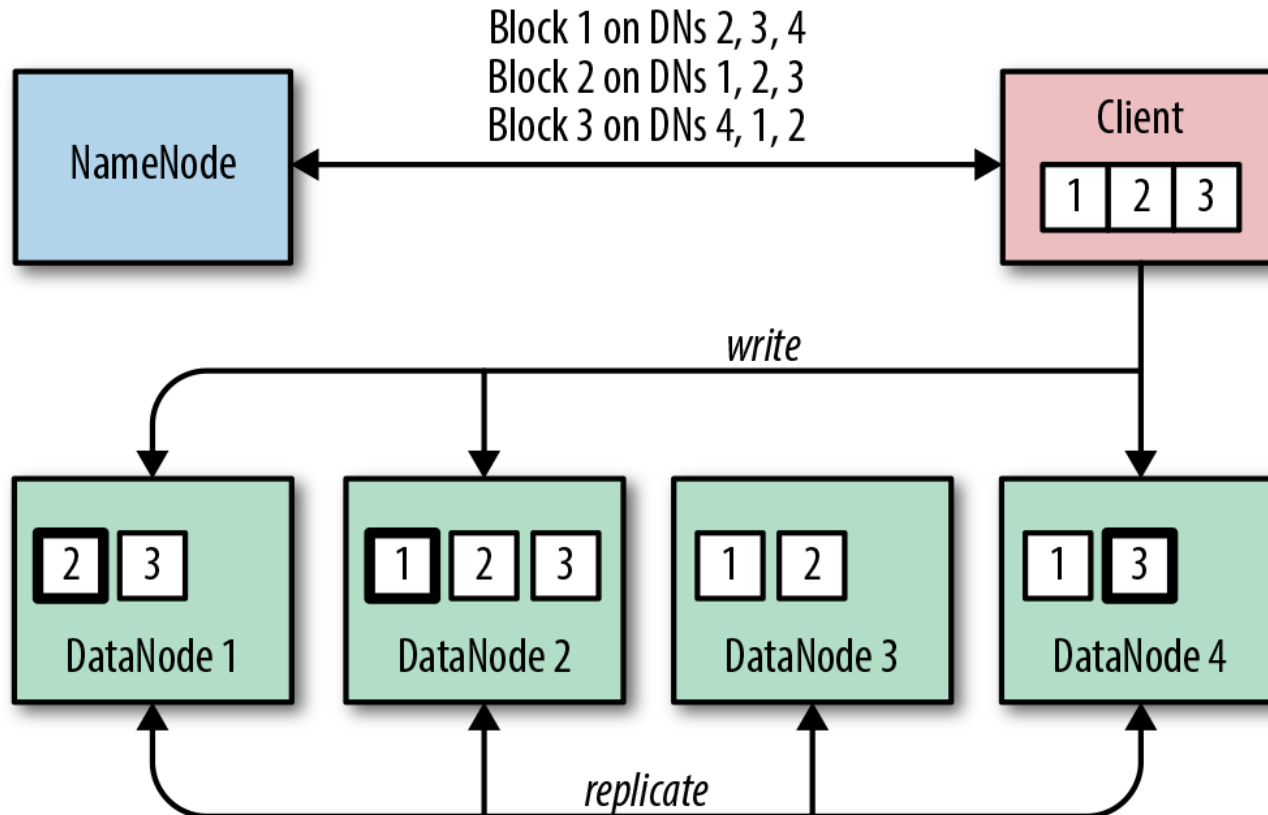 Block 1 on DNs 2, 3, 4
Block 2 on DNs 1, 2, 3
Block 3 on DNs 4, 1, 2
NameNode
Client
1 2 3
write
2 3
DataNode 1
1 2 3
DataNode 2
1 2
DataNode 3
1 3
DataNode 4
replicate